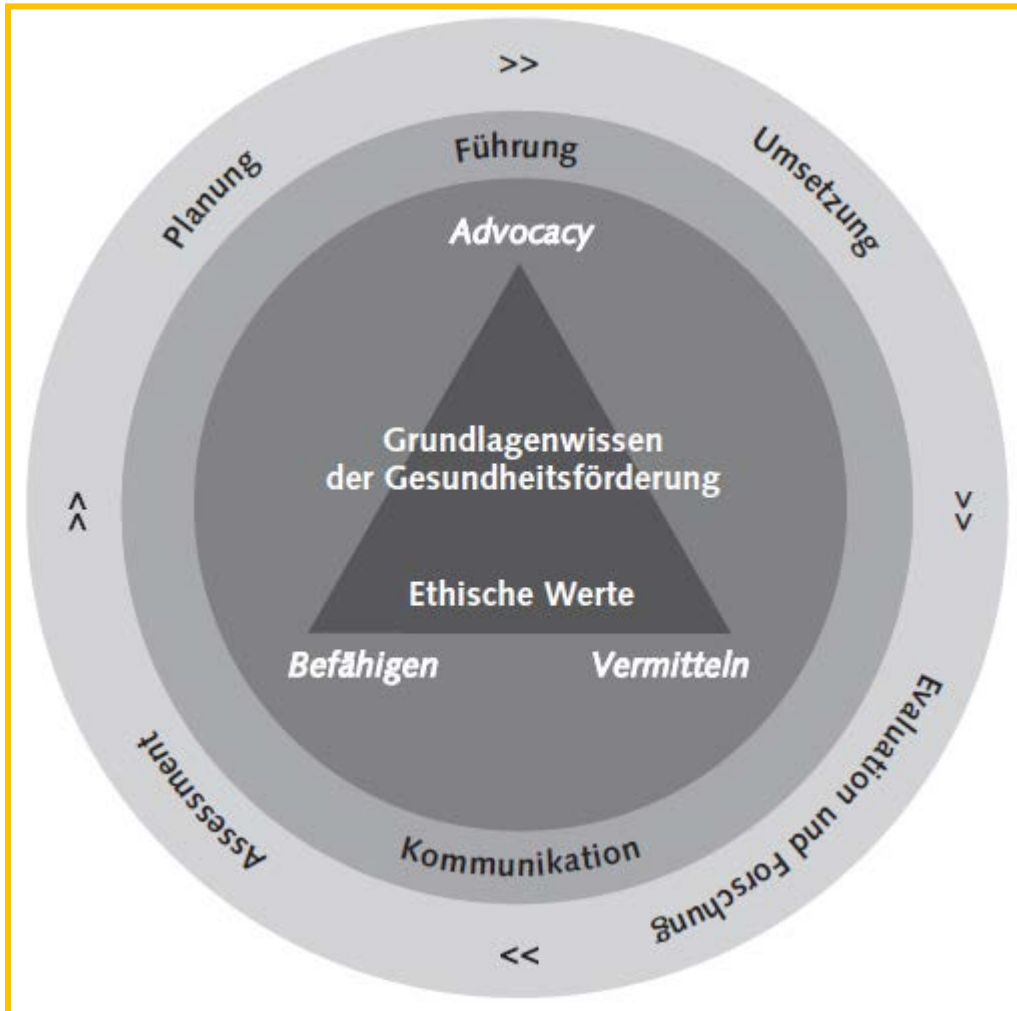 >>
Planung
Umsetzung
Führung
Advocacy
Grundlagenwissen
der Gesundheitsförderung
Ethische Werte
Befähigen
Vermitteln
>>
>>
Assessment
Evaluation und Forschung
Kommunikation
<<